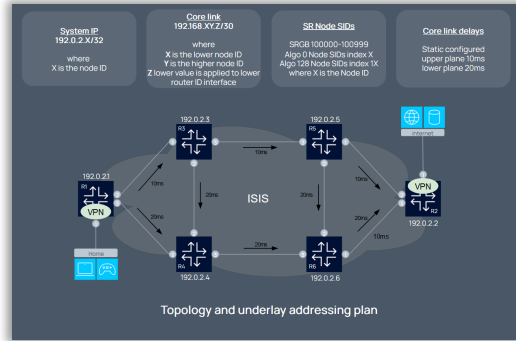 System IP
192.0.2.X/32
where
X is the node ID
Core link
192.168.XY.Z/30
where
X is the lower node ID
Y is the higher node ID
Z lower value is applied to lower
router ID interface
SR Node SIDs
SRGB 100000-100999
Algo 0 Node SIDs index X
Algo 128 Node SIDs index 1X
where X is the Node ID
Core link delays
Static configured
upper plane 10ms
lower plane 20ms
192.0.2.3
R3
192.0.2.5
R5
10ms
Internet
192.0.2.1
R1
VPN
Home
10ms
20ms
20ms
ISIS
20ms
20ms
10ms
20ms
10ms
VPN
R2
192.0.2.2
R4
192.0.2.4
R6
192.0.2.6
Topology and underlay addressing plan